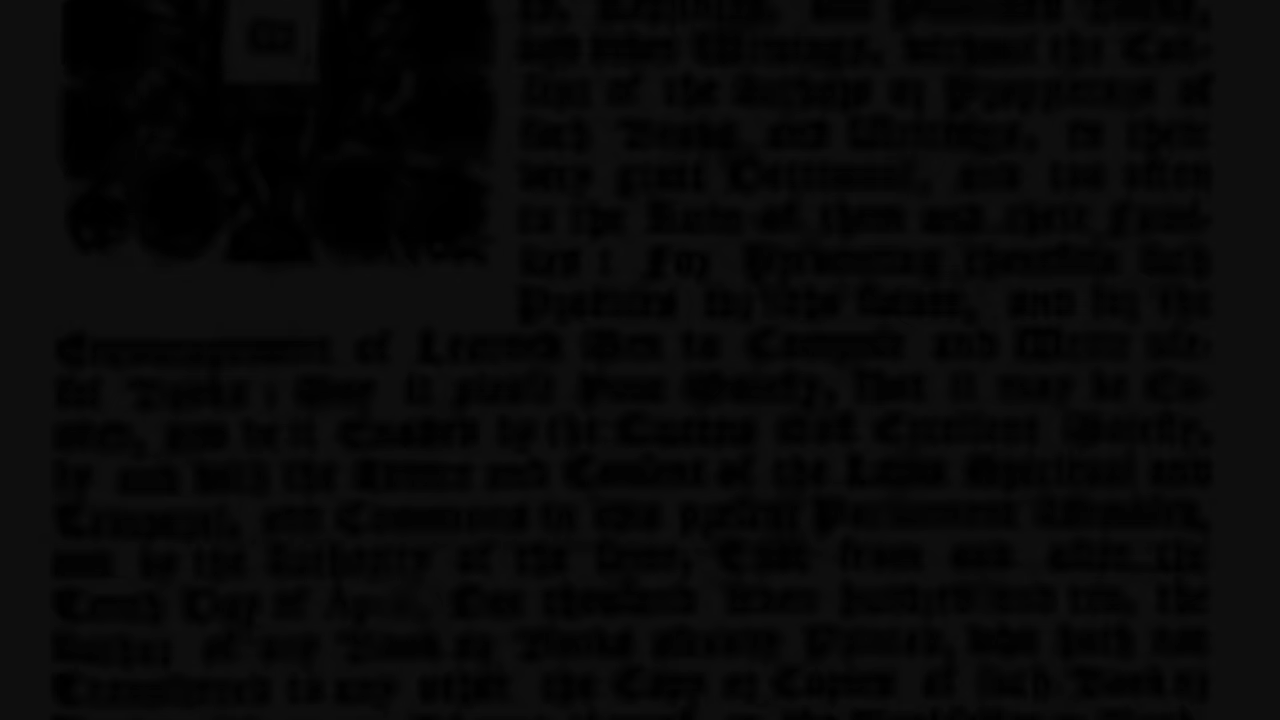 and other Writings, without the Con-
sent of the Authors or Proprietors of
such Books and Writings, to their
very great Detriment, and too often
to the Ruin of them and their Fami-
lies : For Preventing therefore such
Practices for the future, and for the
Encouragement of Learned Men to Compose and Write use-
ful Books ; May it please Your Majesty, that it may be En-
acted, and be it Enacted by the Queens most Excellent Majesty,
by and with the Advice and Consent of the Lords Spiritual and
Temporal, and Commons in this present Parliament Assembled,
and by the Authority of the same, That from and after the
Tenth Day of April, One thousand seven hundred and ten, the
Author of any Book or Books already Printed, who hath not
Transferred to any other the Copy or Copies of such Book or